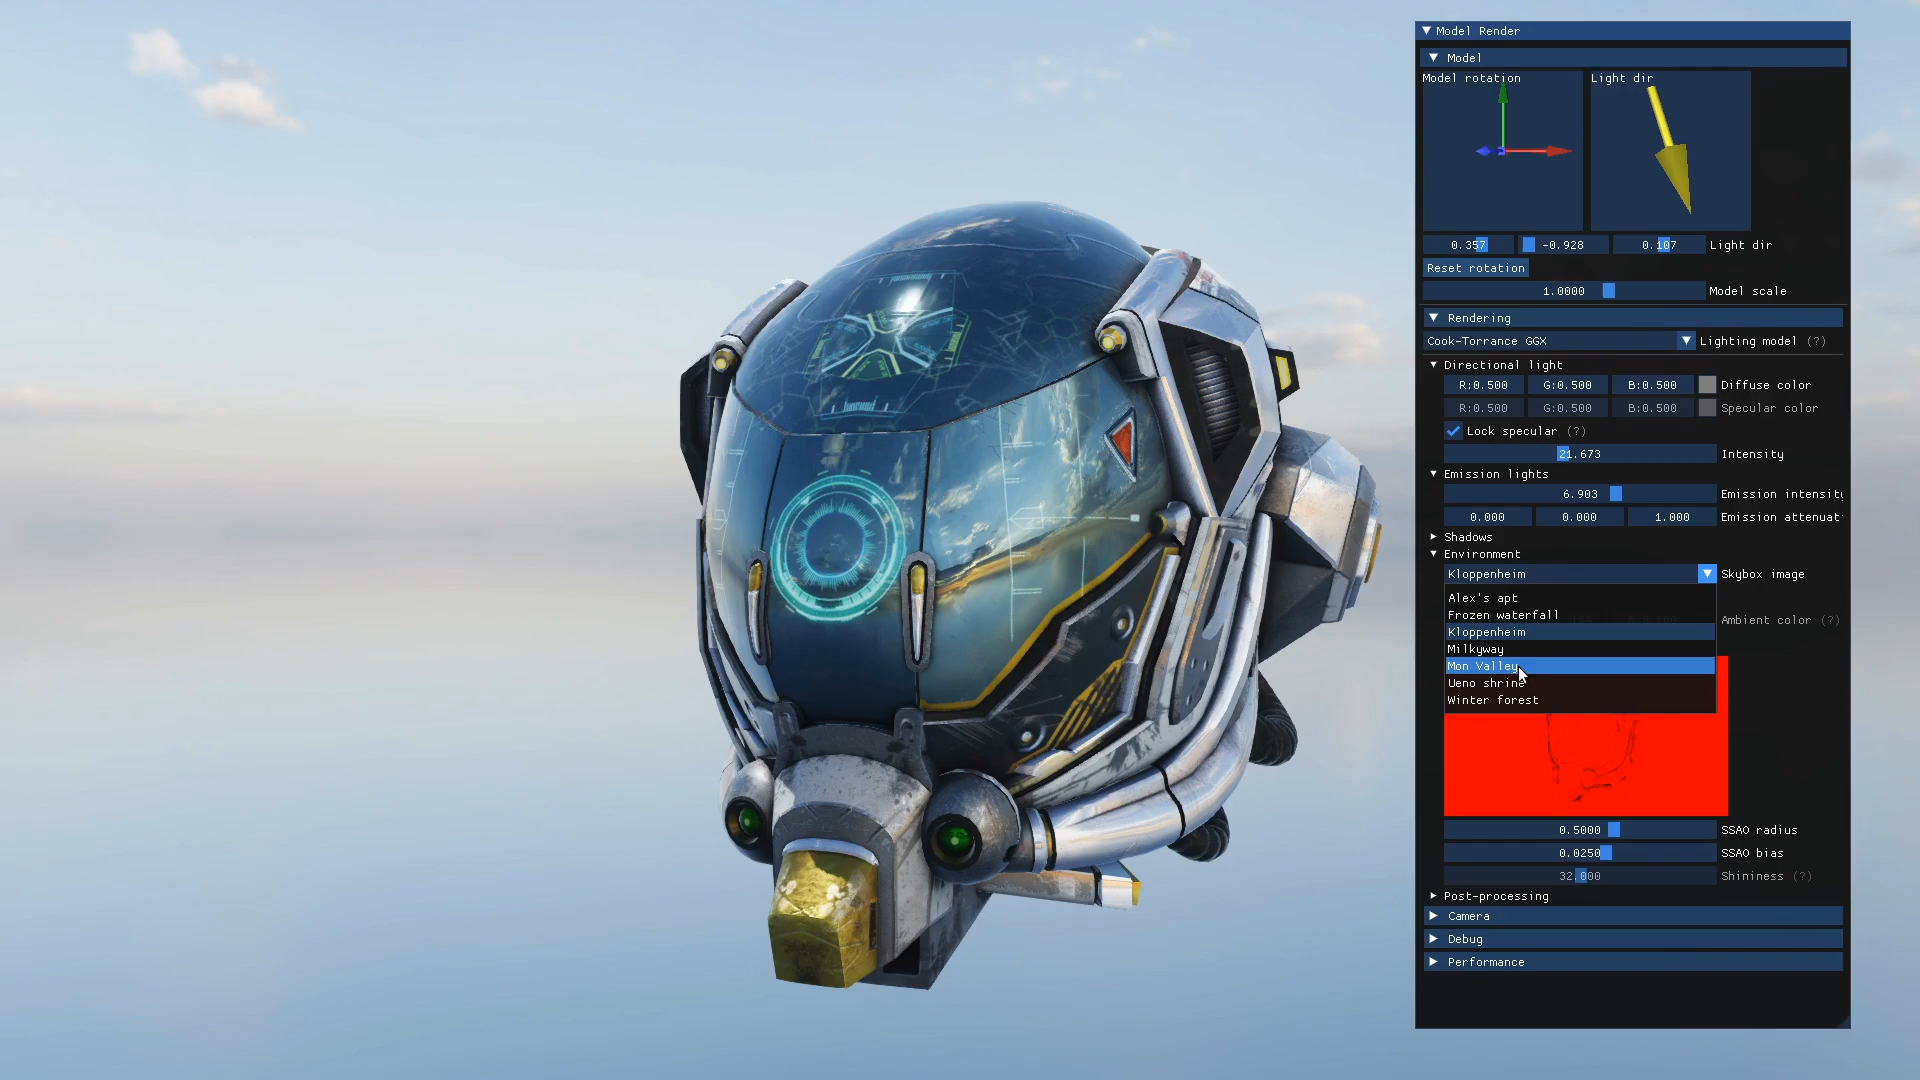 Model Render
Model
Model rotation
Light dir
0.357 -0.928 0.107 Light dir
Reset rotation
1.0000 Model scale
Rendering
Cook-Torrance GGX Lighting model (?)
Directional light
R:0.500 G:0.500 B:0.500 Diffuse color
R:0.500 G:0.500 B:0.500 Specular color
Lock specular (?)
21.673 Intensity
Emission lights
6.903 Emission intensity
0.000 0.000 1.000 Emission attenuat
Shadows
Environment
Kloppenheim Skybox image
Alex's apt
Frozen waterfall
Ambient color (?)
Kloppenheim
Milkyway
Mon Valley
Ueno shrine
Winter forest
0.5000 SSAO radius
0.0250 SSAO bias
32.000 Shininess (?)
Post-processing
Camera
Debug
Performance